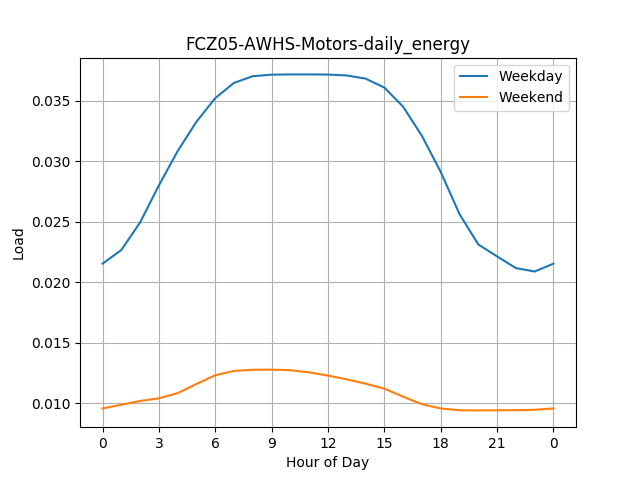 FCZ05-AWHS-Motors-daily_energy
Weekday
Weekend
Load
0.035
0.030
0.025
0.020
0.015
0.010
0 3 6 9 12 15 18 21 0
Hour of Day